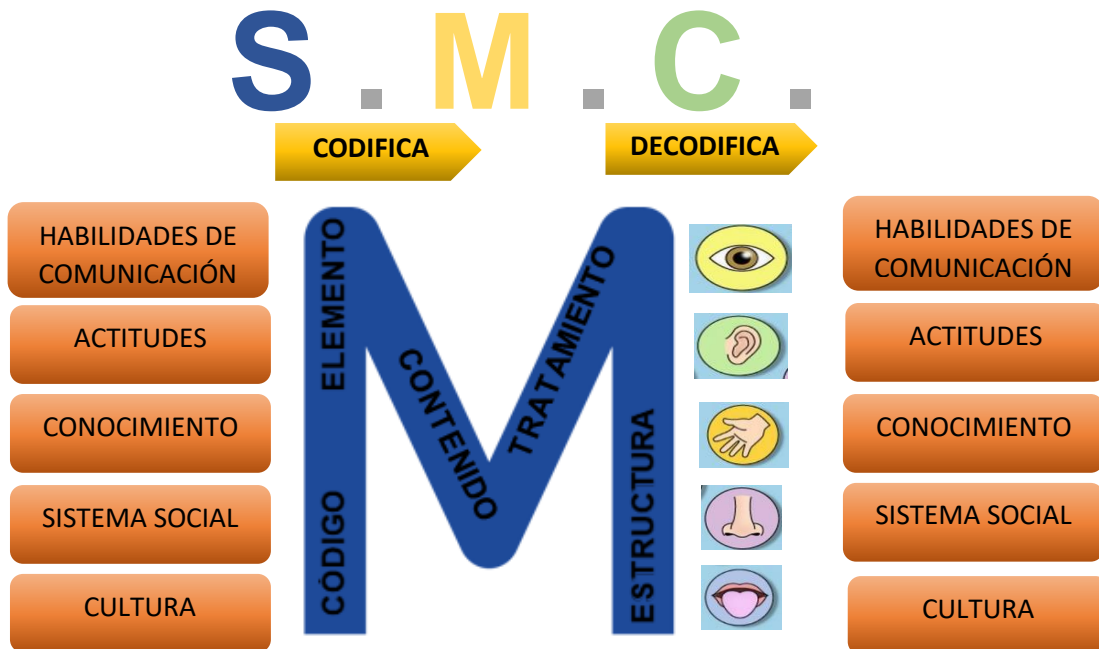 S . M . C .
CODIFICA
DECODIFICA
HABILIDADES DE
COMUNICACIÓN
ACTITUDES
CONOCIMIENTO
SISTEMA SOCIAL
CULTURA
CÓDIGO
ELEMENTO
CONTENIDO
TRATAMIENTO
ESTRUCTURA
HABILIDADES DE
COMUNICACIÓN
ACTITUDES
CONOCIMIENTO
SISTEMA SOCIAL
CULTURA